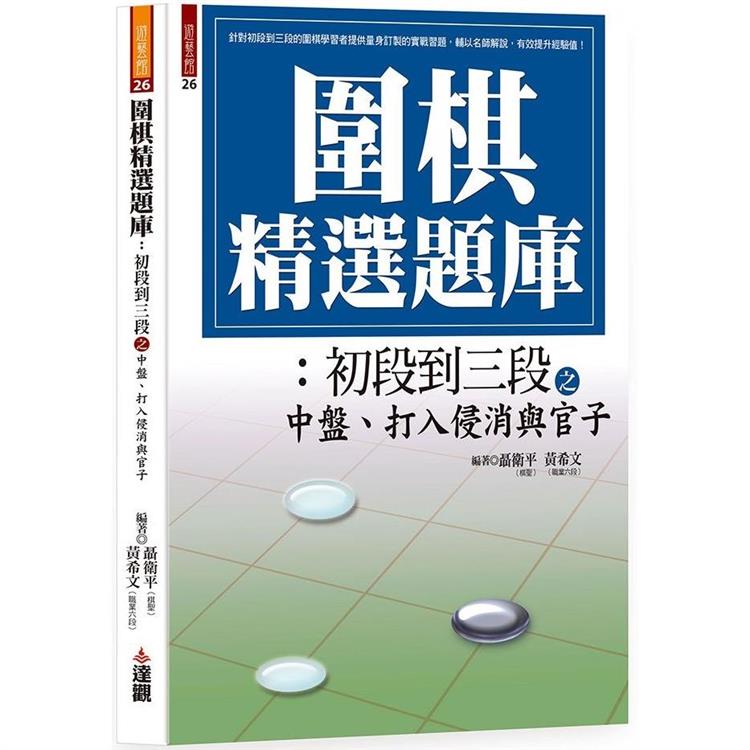 遊藝館
26
圍棋精選題庫：初段到三段之中盤、打入侵消與官子
編著◎聶衛平（棋聖）
黃希文（職業六段）
達觀
遊藝館
26
針對初段到三段的圍棋學習者提供量身訂製的實戰習題，輔以名師解說，有效提升經驗值！
圍棋
精選題庫
：初段到三段之
中盤、打入侵消與官子
編著◎聶衛平 黃希文
（棋聖） （職業六段）